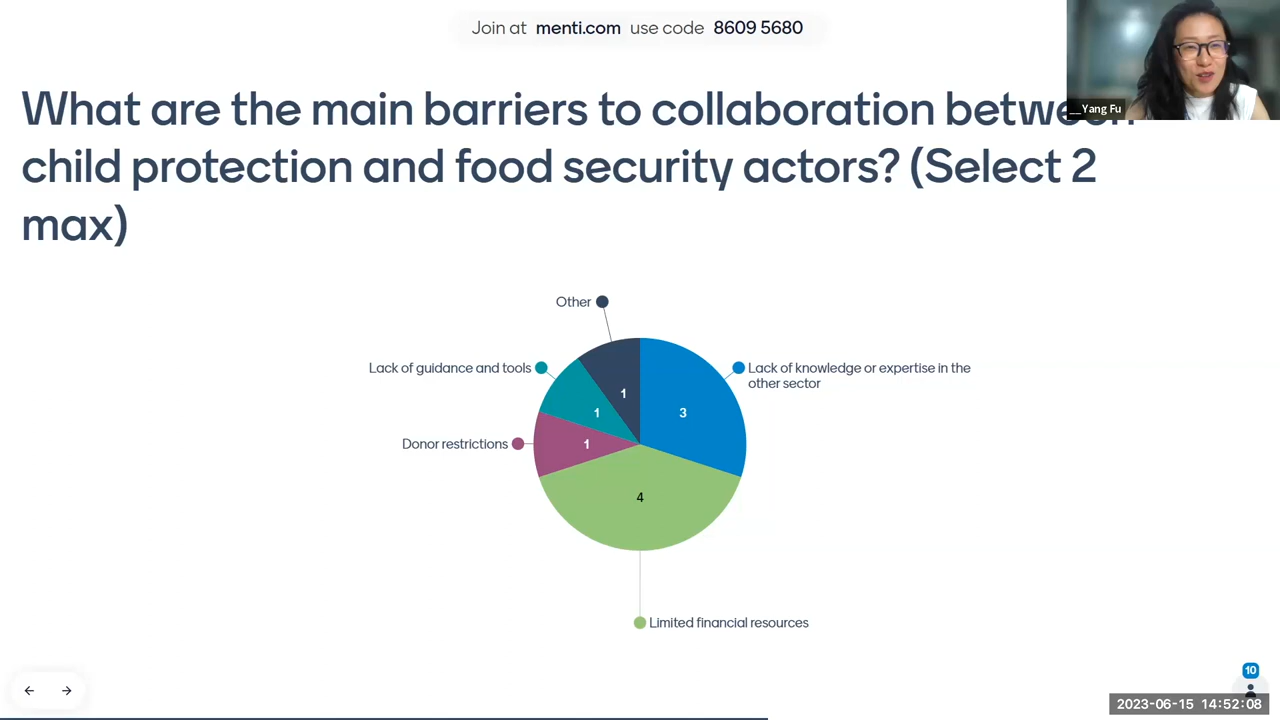 Join at menti.com use code 8609 5680
What are the main barriers to collaboration between
child protection and food security actors? (Select 2
max)
__Yang Fu
Other
Lack of guidance and tools
Lack of knowledge or expertise in the
other sector
Donor restrictions
1
1
3
1
4
Limited financial resources
10
2023-06-15 14:52:08